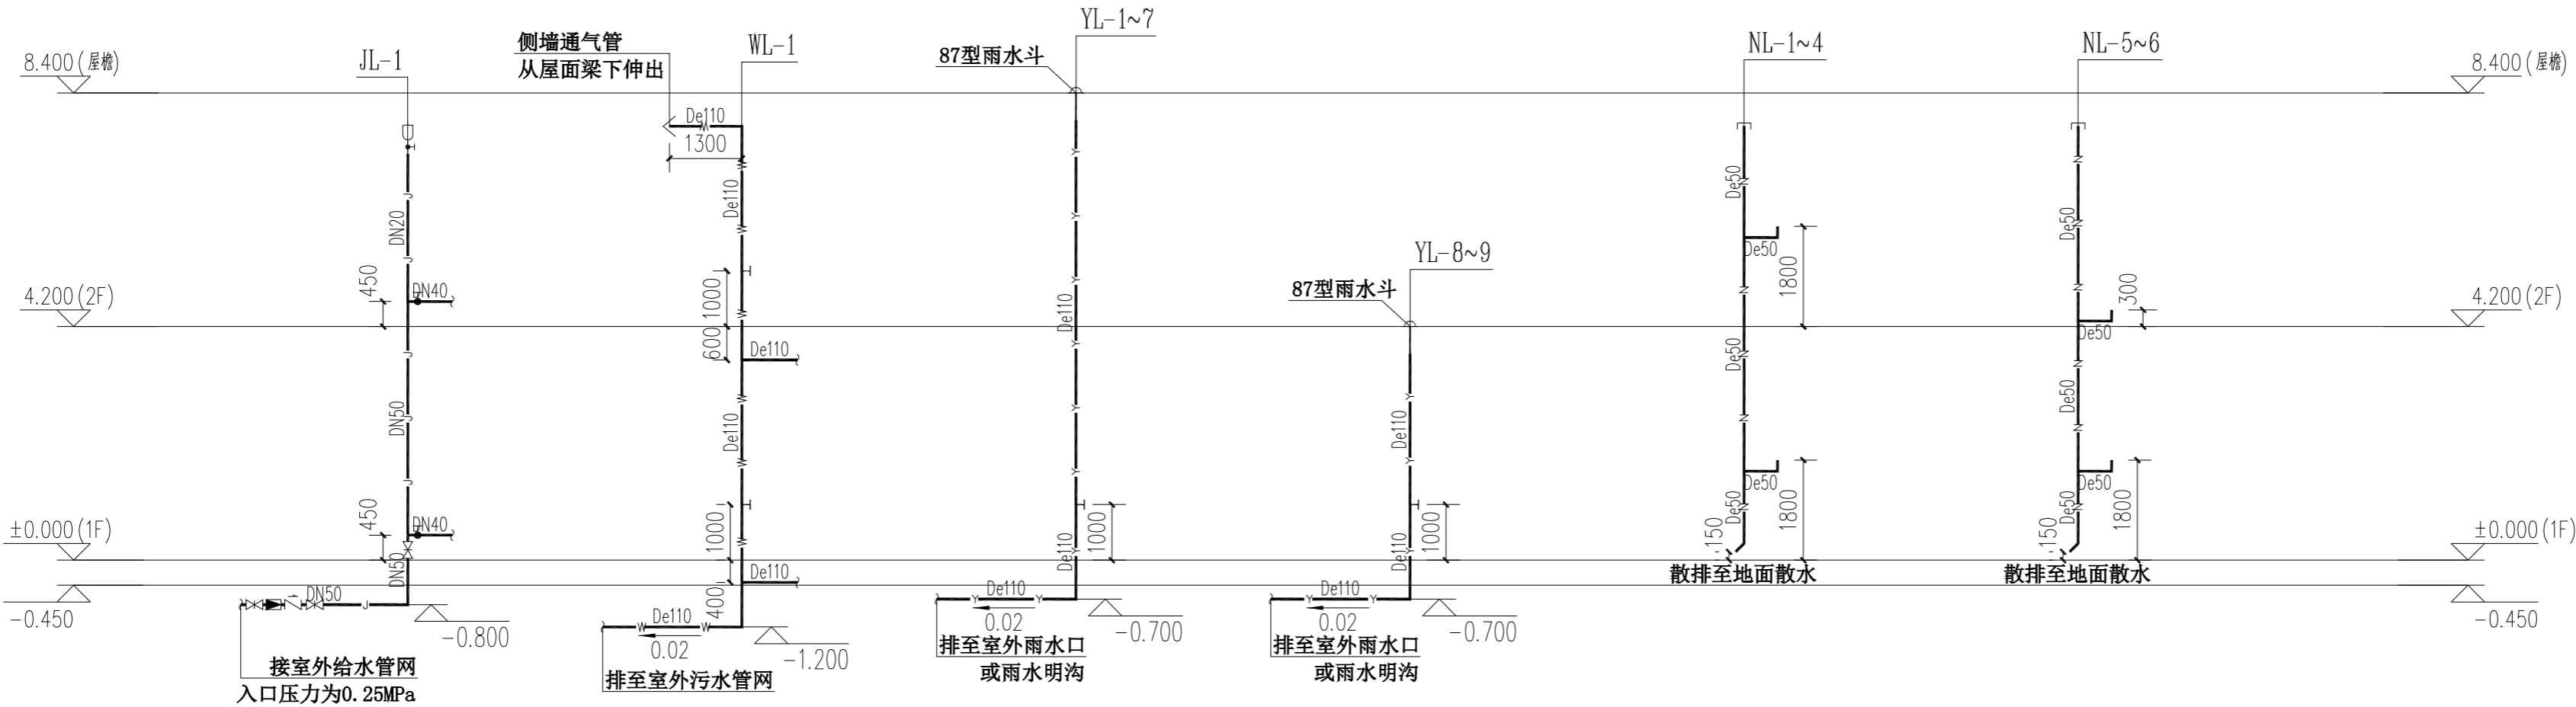 YL-1~7
侧墙通气管
WL-1
NL-1~4
NL-5~6
8.400(屋檐)
JL-1
从屋面梁下伸出
87型雨水斗
8.400(屋檐)
De110
1300
De110
De50
De50
DN20
YL-8~9
De50
450
DN40
1000
1800
300
4.200(2F)
87型雨水斗
4.200(2F)
De110
600
De110
De50
De50
De50
DN50
De110
De110
De50
De50
450
DN40
1000
1000
1000
De50
1800
De50
1800
±0.000(1F)
150
150
±0.000(1F)
DN50
De110
De110
De110
散排至地面散水
散排至地面散水
DN50
400
De110
De110
De110
-0.450
-0.800
0.02
-1.200
0.02
-0.700
0.02
-0.700
-0.450
接室外给水管网
入口压力为0.25MPa
排至室外污水管网
排至室外雨水口
或雨水明沟
排至室外雨水口
或雨水明沟
J
J
J
J
J
J
W
W
W
W
W
W
W
W
W
Y
Y
Y
Y
Y
Y
Y
Y
Y
Y
Y
Y
Y
Y
N
N
N
N
N
N
N
N
N
N